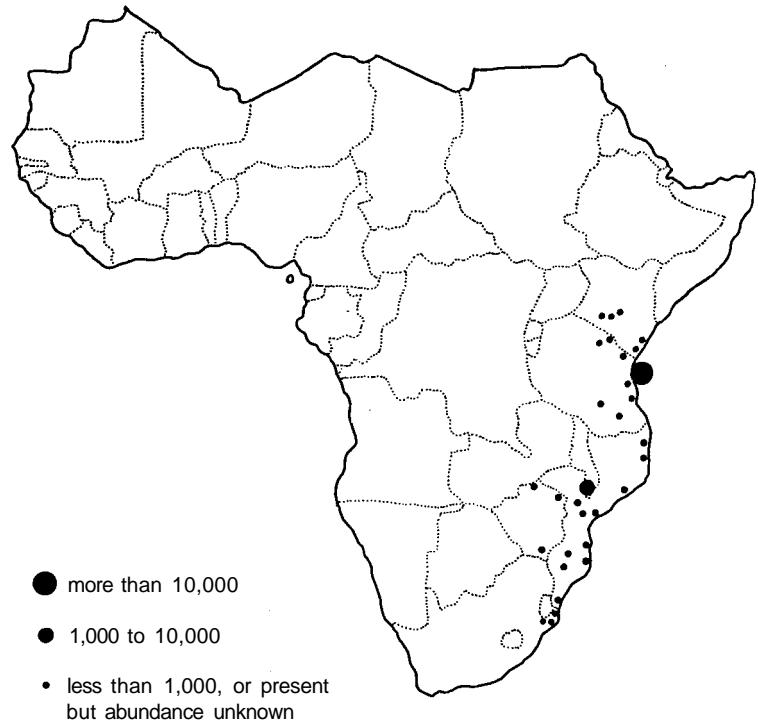 more than 10,000
1,000 to 10,000
less than 1,000, or present
but abundance unknown